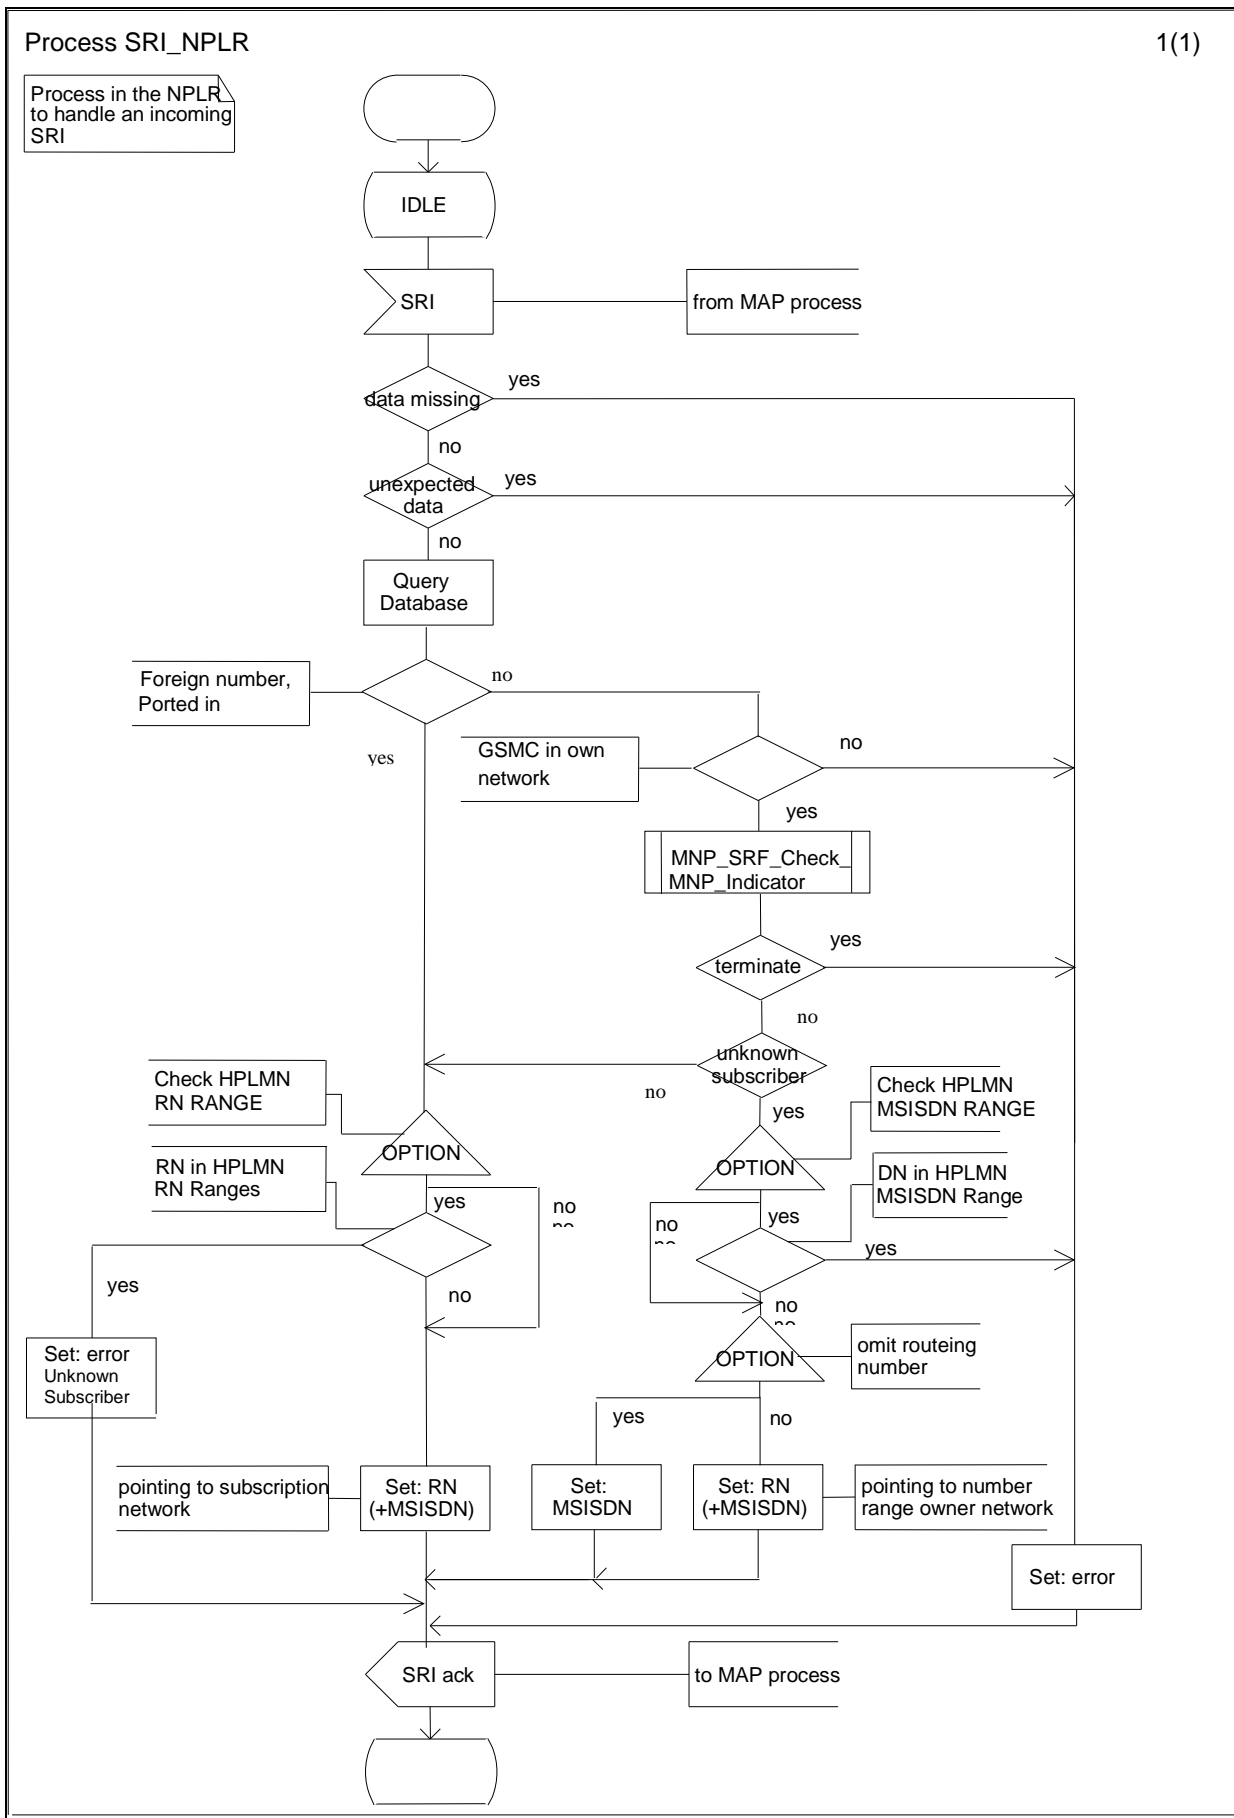 Process SRI_NPLR
1(1)
Process in the NPLR
to handle an incoming
SRI
IDLE
SRI
from MAP process
data missing
yes
no
unexpected
data
yes
no
Query
Database
Foreign number,
Ported in
no
yes
GSMC in own
network
no
yes
MNP_SRF_Check_
MNP_Indicator
terminate
yes
no
unknown
subscriber
no
yes
Check HPLMN
RN RANGE
Check HPLMN
MSISDN RANGE
OPTION
OPTION
RN in HPLMN
RN Ranges
DN in HPLMN
MSISDN Range
yes
no
no
no
no
yes
yes
yes
no
no
no
Set: error
Unknown
Subscriber
OPTION
omit routeing
number
yes
no
pointing to subscription
network
Set: RN
(+MSISDN)
Set:
MSISDN
Set: RN
(+MSISDN)
pointing to number
range owner network
Set: error
SRI ack
to MAP process